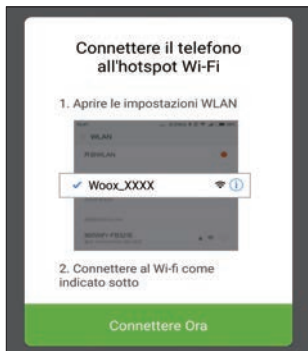 Connettere il telefono
all'hotspot Wi-Fi
1. Aprire le impostazioni WLAN
WLAN
Woox_XXXX
2. Connettere al Wi-fi come
indicato sotto
Connettere Ora